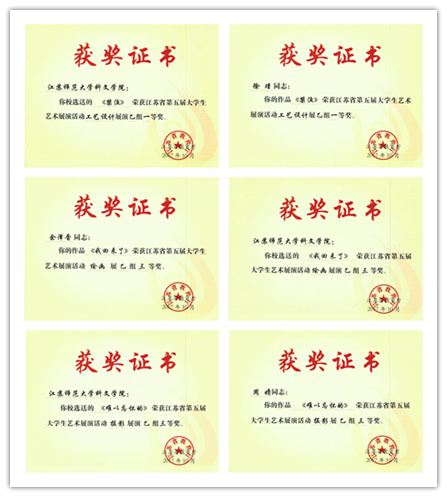 获奖证书
江苏师范大学科文学院：
你校选送的 《禁渔》 荣获江苏省第五届大学生
艺术展演活动工艺设计展演乙组一等奖。
获奖证书
同志：
你的作品 《禁渔》 荣获江苏省第五届大学生艺术
展演活动工艺设计 展 乙组一等奖。
获奖证书
同志：
你的作品 《我回来了》 荣获江苏省第五届大学生
艺术展演活动 绘画 展 乙 组 三 等奖。
获奖证书
江苏师范大学科文学院：
你校选送的 《我回来了》 荣获江苏省第五届
大学生艺术展演活动 绘画 展演 乙 组 三 等奖。
获奖证书
江苏师范大学科文学院：
你校选送的 《难以忘怀的》 荣获江苏省第五届
大学生艺术展演活动 摄影 展演 乙 组三等奖。
获奖证书
周 婧同志：
你的作品 《难以忘怀的》 荣获江苏省第五届
大学生艺术展演活动 摄影 展 乙 组 三 等奖。